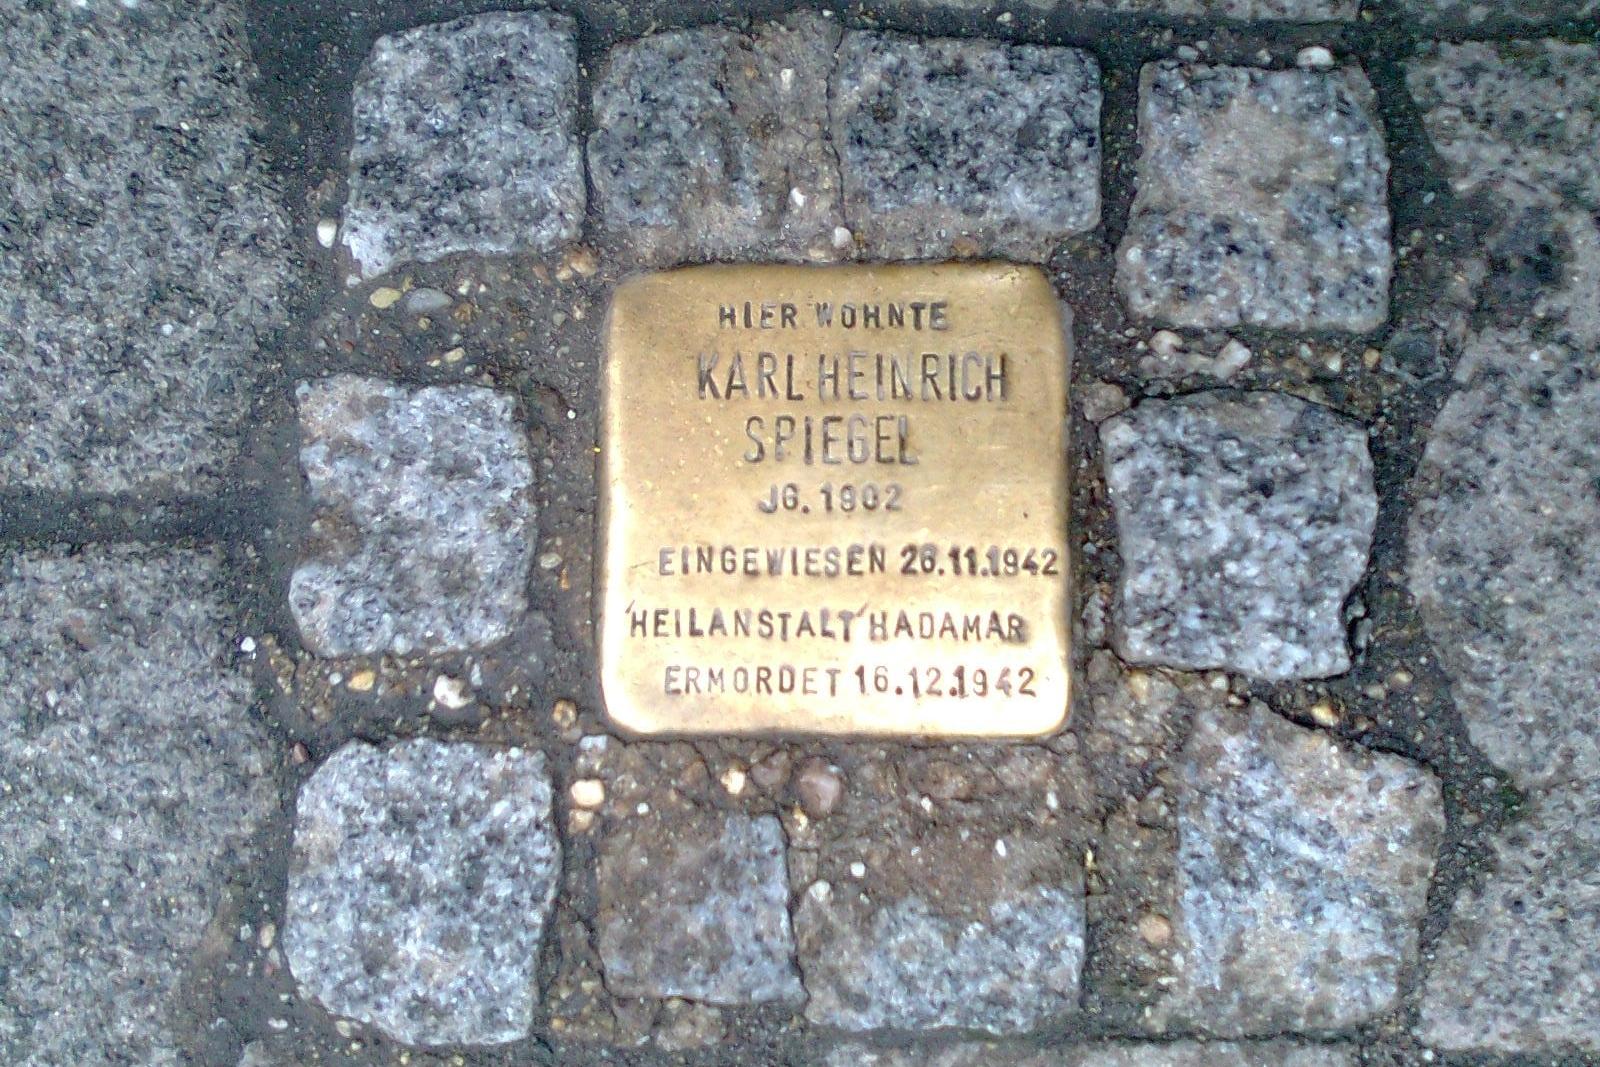 HIER WOHNTE
KARL HEINRICH
SPIEGEL
JG. 1902
EINGEWIESEN 26.11.1942
'HEILANSTALT' HADAMAR
ERMORDET 16.12.1942